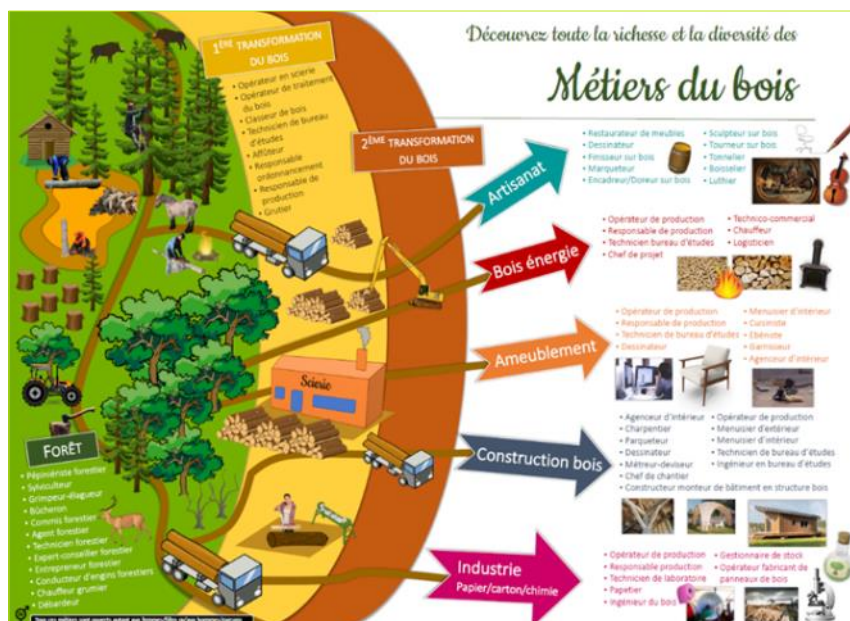 Découvrez toute la richesse et la diversité des
Métiers du bois
1ÈRE TRANSFORMATION
DU BOIS
• Opérateur en scierie
• Opérateur de traitement
du bois
• Classeur de bois
• Technicien de bureau
d'études
• Affûteur
• Responsable
ordonnancement
• Responsable de
production
• Grutier
2ÈME TRANSFORMATION
DU BOIS
Artisanat
• Restaurateur de meubles
• Dessinateur
• Finisseur sur bois
• Marqueteur
• Encadreur/Doreur sur bois
• Sculpteur sur bois
• Tourneur sur bois
• Tonnelier
• Boisselier
• Luthier
Bois énergie
• Opérateur de production
• Responsable de production
• Technicien bureau d'études
• Chef de projet
• Technico-commercial
• Chauffeur
• Logisticien
Ameublement
• Opérateur de production
• Responsable de production
• Technicien de bureau d'études
• Dessinateur
• Menuisier d'intérieur
• Cuisiniste
• Ebéniste
• Garnisseur
• Agenceur d'intérieur
Scierie
Construction bois
• Agenceur d'intérieur
• Charpentier
• Parqueteur
• Dessinateur
• Métreur-deviseur
• Chef de chantier
• Constructeur monteur de bâtiment en structure bois
• Opérateur de production
• Menuisier d'extérieur
• Menuisier d'intérieur
• Technicien de bureau d'études
• Ingénieur en bureau d'études
FORÊT
• Pépiniériste forestier
• Sylviculteur
• Grimpeur-élagueur
• Bûcheron
• Commis forestier
• Agent forestier
• Technicien forestier
• Expert-conseiller forestier
• Entrepreneur forestier
• Conducteur d'engins forestiers
• Chauffeur grumier
• Débardeur
Industrie
Papier/carton/chimie
• Opérateur de production
• Responsable production
• Technicien de laboratoire
• Papetier
• Ingénieur du bois
• Gestionnaire de stock
• Opérateur fabricant de
panneaux de bois